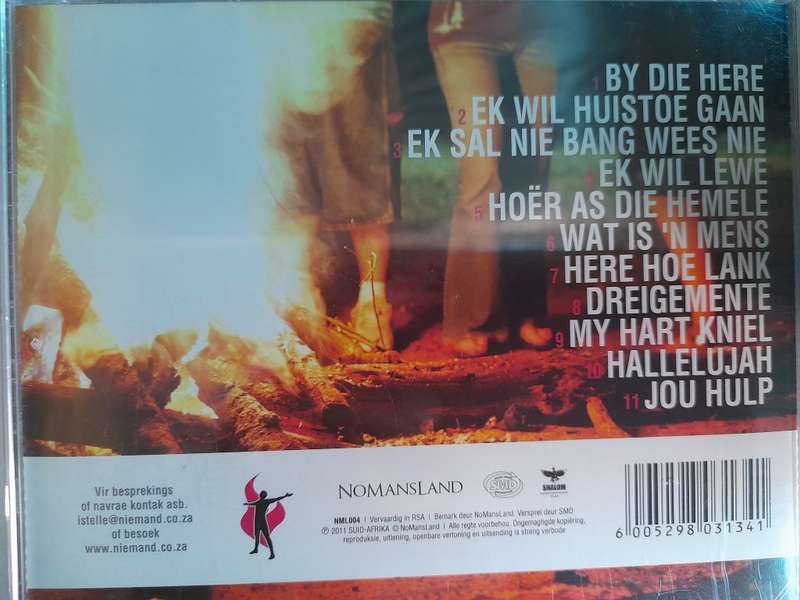 1 BY DIE HERE
2 EK WIL HUISTOE GAAN
3 EK SAL NIE BANG WEES NIE
4 EK WIL LEWE
5 HOËR AS DIE HEMELE
6 WAT IS 'N MENS
7 HERE HOE LANK
8 DREIGEMENTE
9 MY HART KNIEL
10 HALLELUJAH
11 JOU HULP
Vir besprekings
of navrae kontak asb.
istelle@niemand.co.za
of besoek
www.niemand.co.za
NOMANSLAND
SMD
SHALOM
NML004 | Vervaardig in RSA | Bemark deur NoMansLand. Versprei deur SMD
℗ 2011 SUID-AFRIKA © NoMansLand | Alle regte voorbehou. Ongemagtigde kopiëring,
reproduksie, uitlening, openbare vertoning en uitsending is streng verbode
6 005298 031341